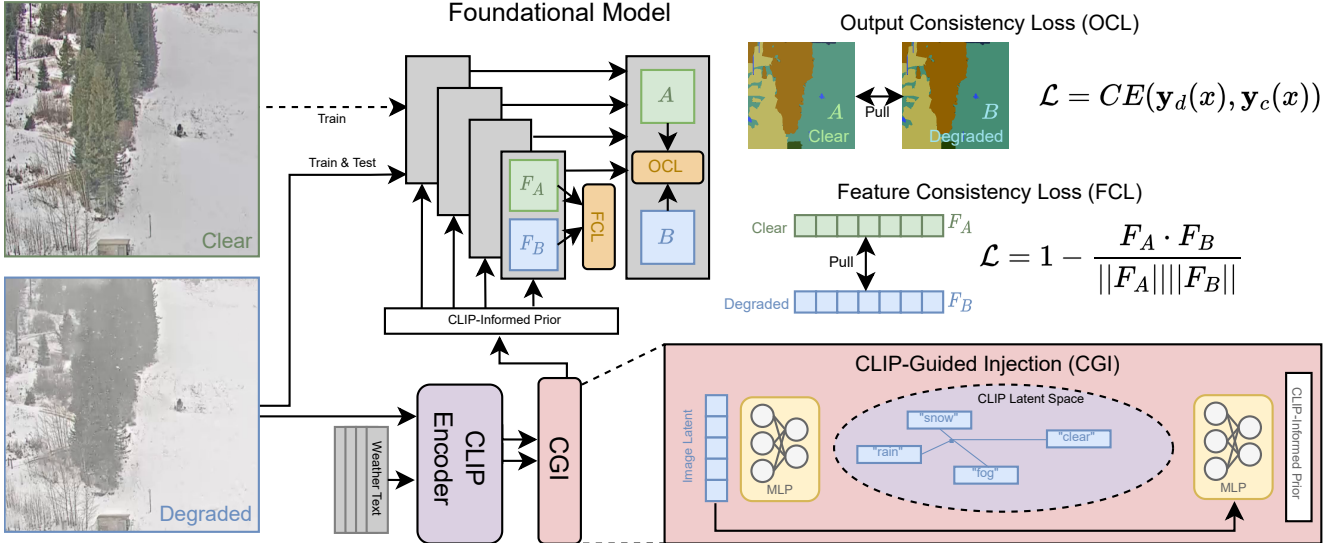 Foundational Model
Clear
Degraded
Train
Train & Test
A
OCL
B
F_A
F_B
FCL
CLIP-Informed Prior
Weather Text
CLIP
Encoder
CGI
Output Consistency Loss (OCL)
A
Clear
Pull
B
Degraded
ℒ = CE(y_d(x), y_c(x))
Feature Consistency Loss (FCL)
Clear
F_A
Pull
Degraded
F_B
ℒ = 1 − F_A · F_B / ||F_A||||F_B||
CLIP-Guided Injection (CGI)
Image Latent
MLP
CLIP Latent Space
"snow"
"clear"
"rain"
"fog"
MLP
CLIP-Informed Prior